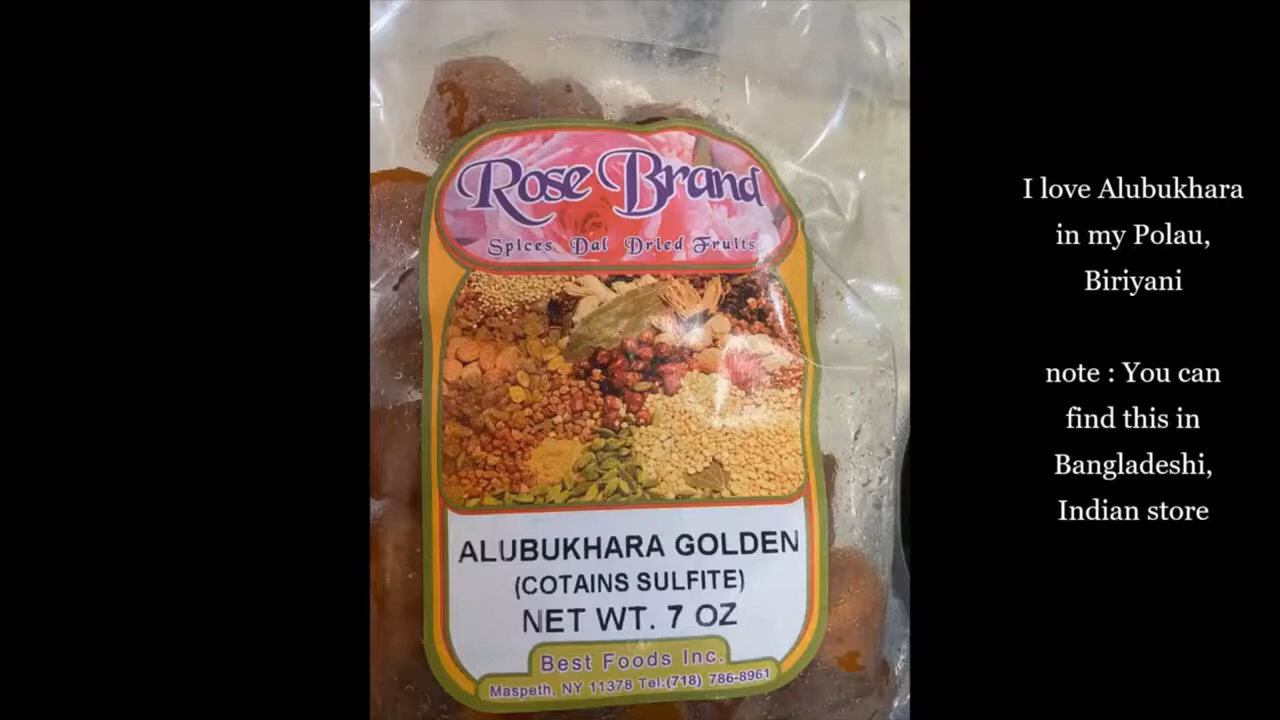 Rose Brand
Spices Dal Dried Fruits
ALUBUKHARA GOLDEN
(COTAINS SULFITE)
NET WT. 7 OZ
Best Foods Inc.
Maspeth, NY 11378 Tel:(718) 786-8961
I love Alubukhara
in my Polau,
Biriyani
note : You can
find this in
Bangladeshi,
Indian store